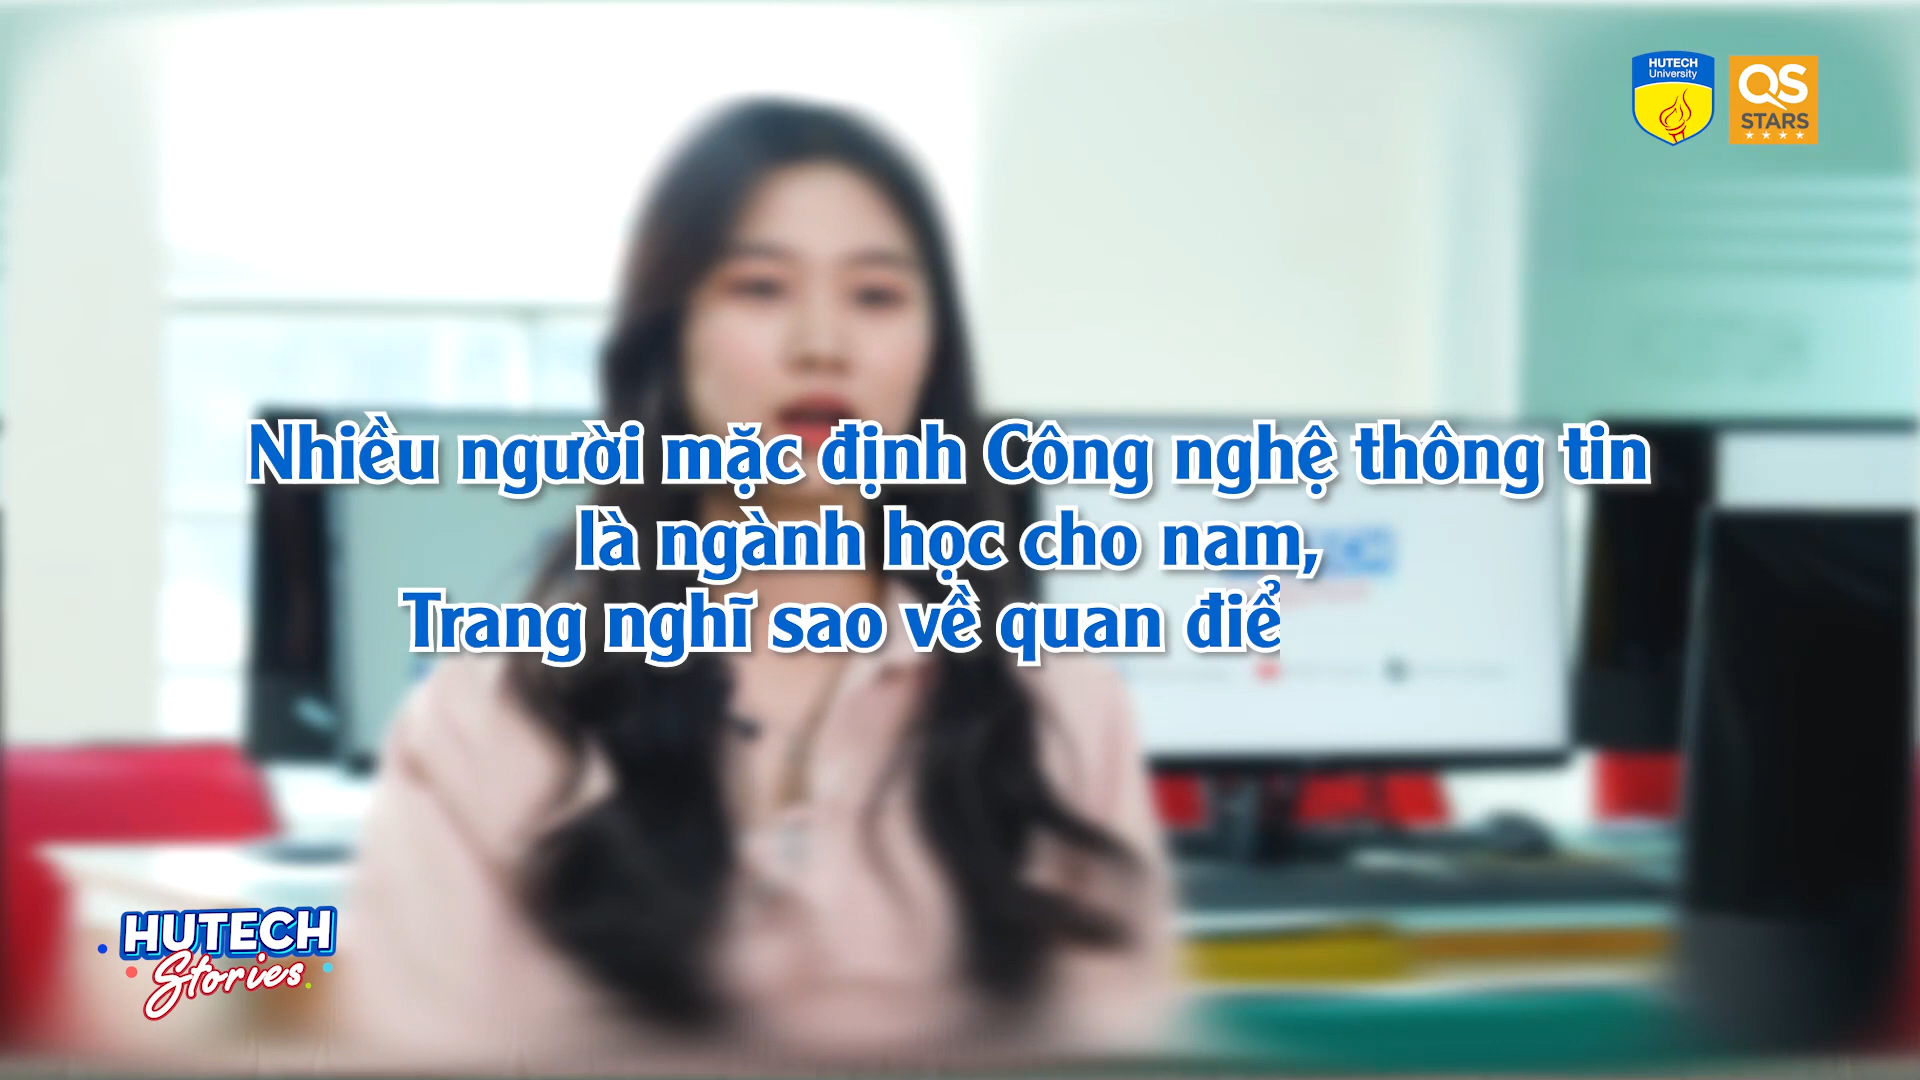 HUTECH
University
QS
STARS
Nhiều người mặc định Công nghệ thông tin
là ngành học cho nam,
Trang nghĩ sao về quan điể
HUTECH
Stories